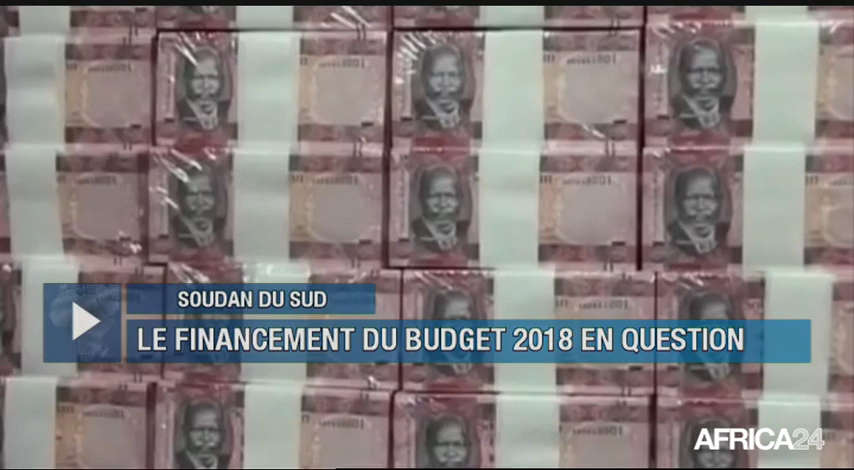 SOUDAN DU SUD
LE FINANCEMENT DU BUDGET 2018 EN QUESTION
AFRICA24